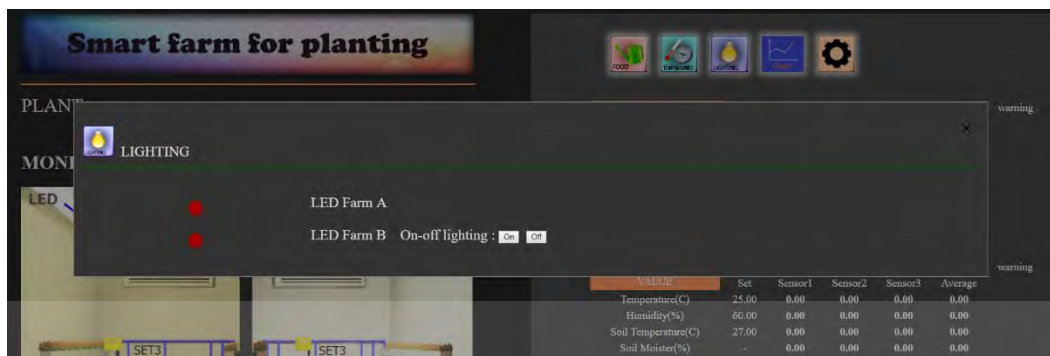 Smart farm for planting
FOOD
LIGHTING
PLANT
warning
LIGHTING
MONI
LED
LED Farm A
LED Farm B On-off lighting : On Off
warning
VALUE Set Sensor1 Sensor2 Sensor3 Average
Temperature(C) 25.00 0.00 0.00 0.00 0.00
Humidity(%) 60.00 0.00 0.00 0.00 0.00
Soil Temperature(C) 27.00 0.00 0.00 0.00 0.00
Soil Moister(%) - 0.00 0.00 0.00 0.00
SET3 SET3